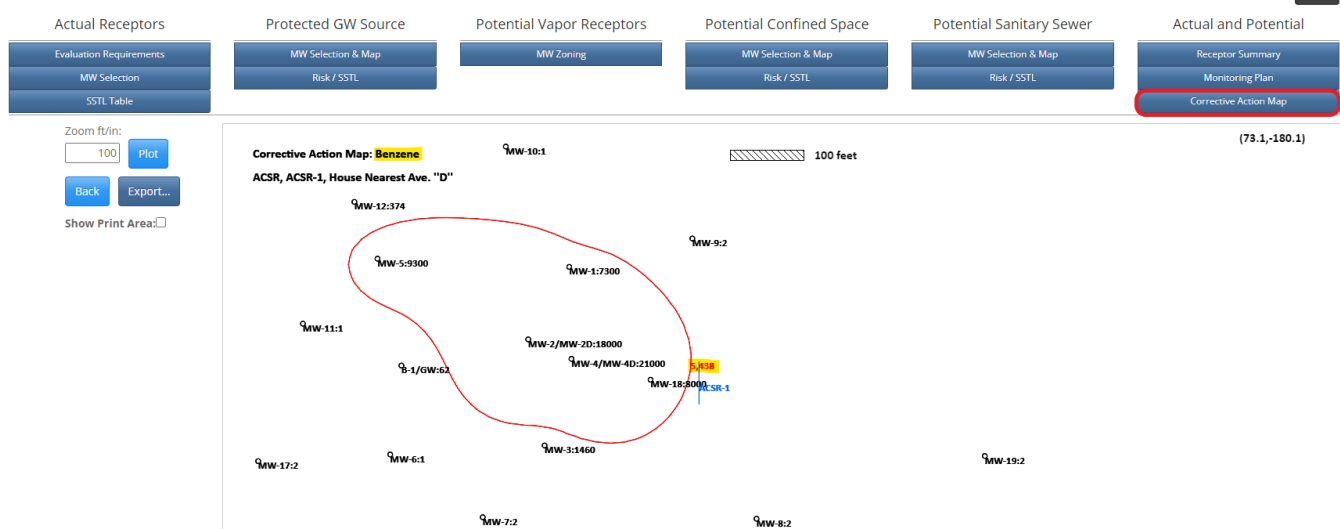 Actual Receptors
Protected GW Source
Potential Vapor Receptors
Potential Confined Space
Potential Sanitary Sewer
Actual and Potential
Evaluation Requirements
MW Selection & Map
MW Zoning
MW Selection & Map
MW Selection & Map
Receptor Summary
MW Selection
Risk / SSTL
Risk / SSTL
Risk / SSTL
Monitoring Plan
SSTL Table
Corrective Action Map
Zoom ft/in:
100
Plot
Back
Export...
Show Print Area:
Corrective Action Map: Benzene
ACSR, ACSR-1, House Nearest Ave. "D"
100 feet
(73.1,-180.1)
MW-10:1
MW-12:374
MW-9:2
MW-5:9300
MW-1:7300
MW-11:1
MW-2/MW-2D:18000
MW-4/MW-4D:21000
5,438
B-1/GW:62
MW-18:8000
ACSR-1
MW-3:1460
MW-17:2
MW-6:1
MW-19:2
MW-7:2
MW-8:2